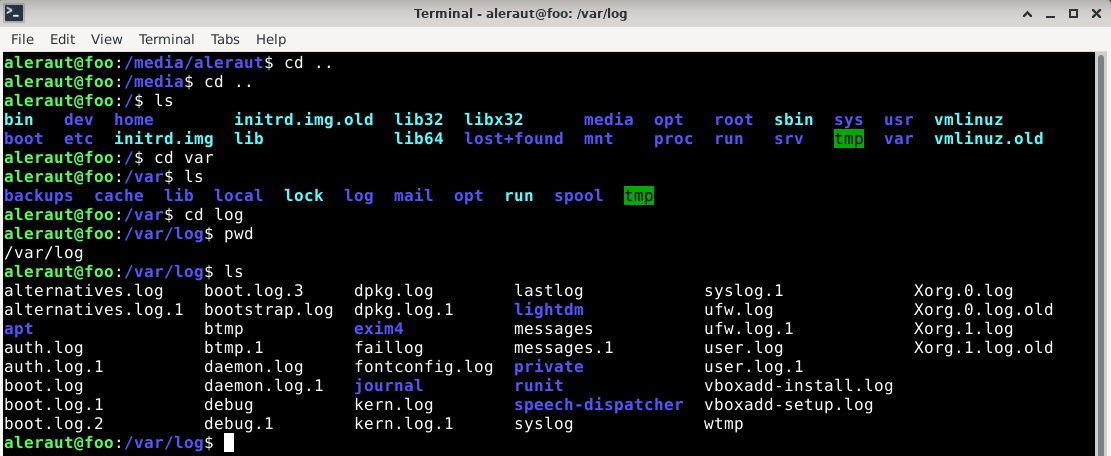 Terminal - aleraut@foo: /var/log
File Edit View Terminal Tabs Help
aleraut@foo:/media/aleraut$ cd ..
aleraut@foo:/media$ cd ..
aleraut@foo:/$ ls
bin dev home initrd.img.old lib32 libx32 media opt root sbin sys usr vmlinuz
boot etc initrd.img lib lib64 lost+found mnt proc run srv tmp var vmlinuz.old
aleraut@foo:/$ cd var
aleraut@foo:/var$ ls
backups cache lib local lock log mail opt run spool tmp
aleraut@foo:/var$ cd log
aleraut@foo:/var/log$ pwd
/var/log
aleraut@foo:/var/log$ ls
alternatives.log boot.log.3 dpkg.log lastlog syslog.1 Xorg.0.log
alternatives.log.1 bootstrap.log dpkg.log.1 lightdm ufw.log Xorg.0.log.old
apt btmp exim4 messages ufw.log.1 Xorg.1.log
auth.log btmp.1 faillog messages.1 user.log Xorg.1.log.old
auth.log.1 daemon.log fontconfig.log private user.log.1
boot.log daemon.log.1 journal runit vboxadd-install.log
boot.log.1 debug kern.log speech-dispatcher vboxadd-setup.log
boot.log.2 debug.1 kern.log.1 syslog wtmp
aleraut@foo:/var/log$